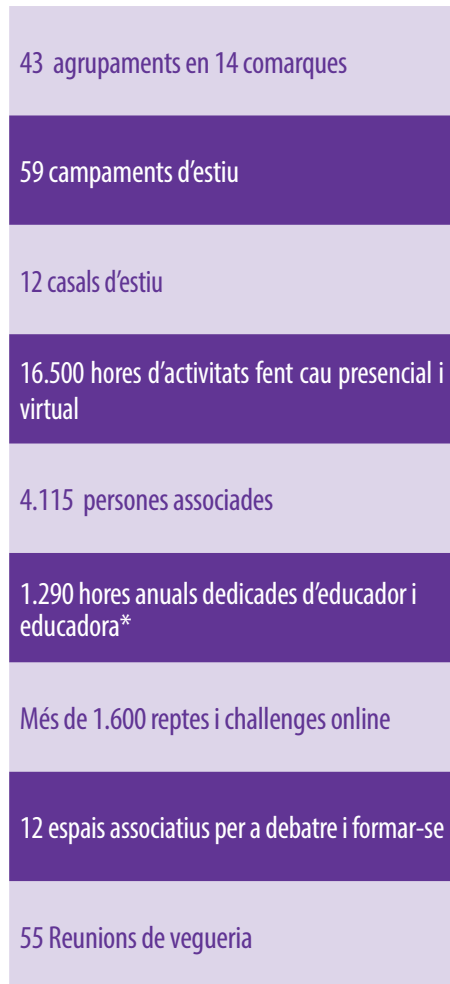 43 agrupaments en 14 comarques
59 campaments d’estiu
12 casals d’estiu
16.500 hores d’activitats fent cau presencial i
virtual
4.115 persones associades
1.290 hores anuals dedicades d’educador i
educadora*
Més de 1.600 reptes i challenges online
12 espais associatius per a debatre i formar-se
55 Reunions de vegueria